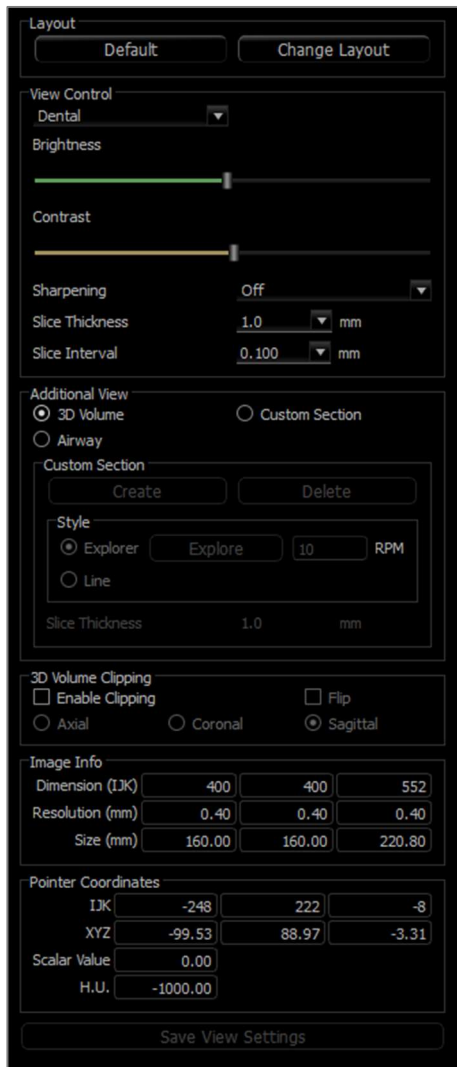 Layout
Default Change Layout
View Control
Dental
Brightness
Contrast
Sharpening Off
Slice Thickness 1.0 mm
Slice Interval 0.100 mm
Additional View
3D Volume Custom Section
Airway
Custom Section
Create Delete
Style
Explorer Explore 10 RPM
Line
Slice Thickness 1.0 mm
3D Volume Clipping
Enable Clipping Flip
Axial Coronal Sagittal
Image Info
Dimension (IJK) 400 400 552
Resolution (mm) 0.40 0.40 0.40
Size (mm) 160.00 160.00 220.80
Pointer Coordinates
IJK -248 222 -8
XYZ -99.53 88.97 -3.31
Scalar Value 0.00
H.U. -1000.00
Save View Settings